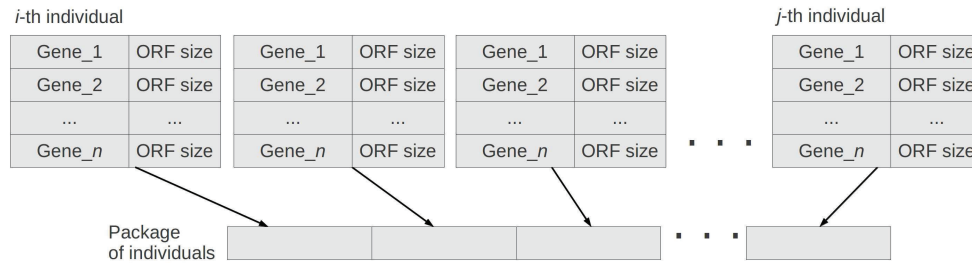 i-th individual
j-th individual
Gene_1 ORF size Gene_1 ORF size Gene_1 ORF size Gene_1 ORF size
Gene_2 ORF size Gene_2 ORF size Gene_2 ORF size Gene_2 ORF size
... ... ... ... ... ... ... ...
Gene_n ORF size Gene_n ORF size Gene_n ORF size . . . Gene_n ORF size
Package
of individuals
. . .